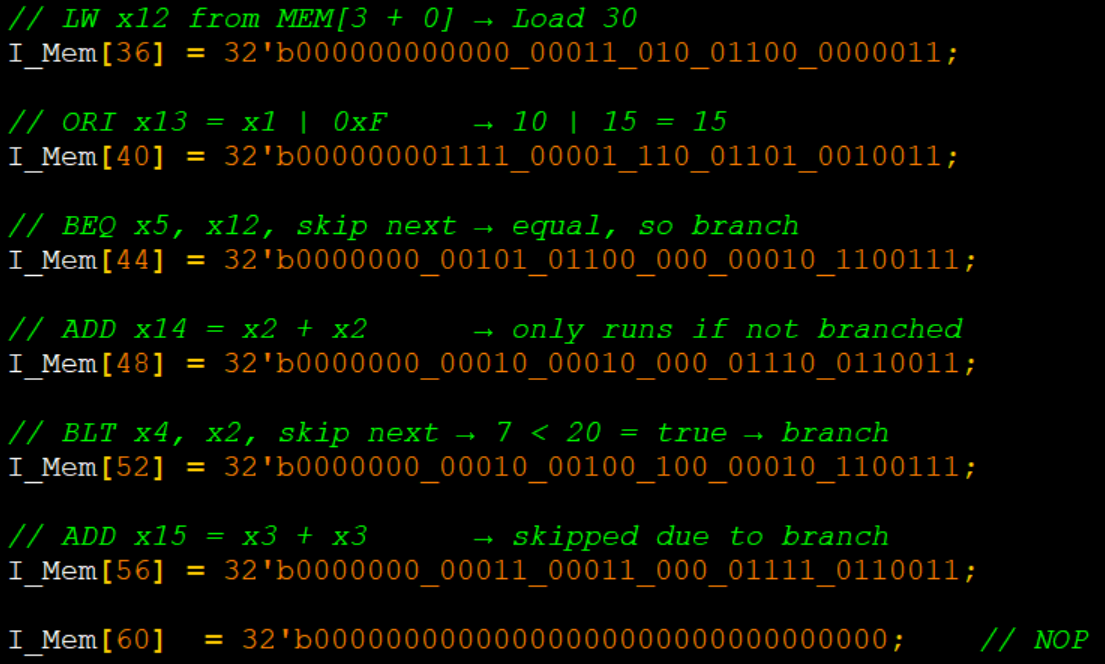 // LW x12 from MEM[3 + 0] → Load 30
I_Mem[36] = 32'b000000000000_00011_010_01100_0000011;
// ORI x13 = x1 | 0xF → 10 | 15 = 15
I_Mem[40] = 32'b000000001111_00001_110_01101_0010011;
// BEQ x5, x12, skip next → equal, so branch
I_Mem[44] = 32'b0000000_00101_01100_000_00010_1100111;
// ADD x14 = x2 + x2 → only runs if not branched
I_Mem[48] = 32'b0000000_00010_00010_000_01110_0110011;
// BLT x4, x2, skip next → 7 < 20 = true → branch
I_Mem[52] = 32'b0000000_00010_00100_100_00010_1100111;
// ADD x15 = x3 + x3 → skipped due to branch
I_Mem[56] = 32'b0000000_00011_00011_000_01111_0110011;
I_Mem[60] = 32'b00000000000000000000000000000000; // NOP